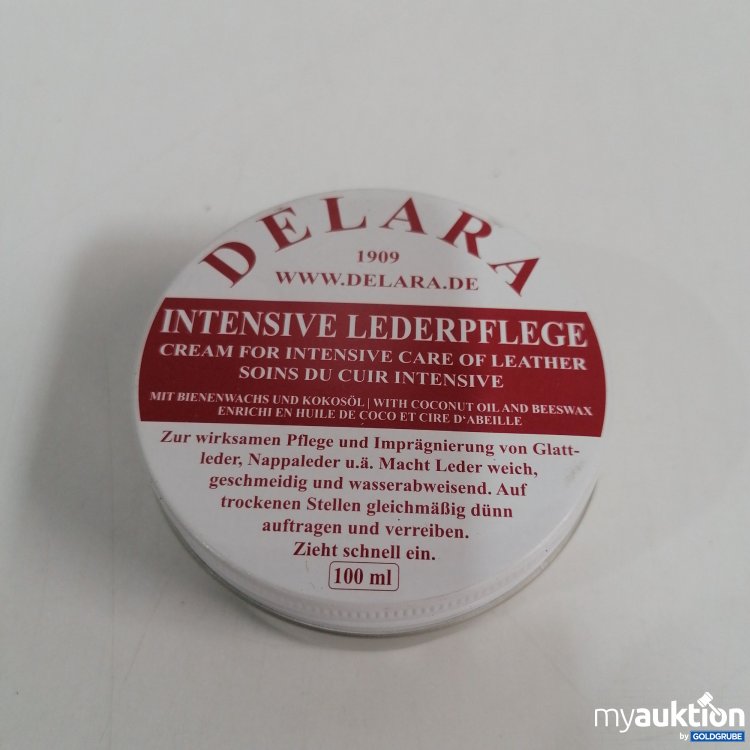 DELARA
1909
WWW.DELARA.DE
INTENSIVE LEDERPFLEGE
CREAM FOR INTENSIVE CARE OF LEATHER
SOINS DU CUIR INTENSIVE
MIT BIENENWACHS UND KOKOSÖL | WITH COCONUT OIL AND BEESWAX
ENRICHI EN HUILE DE COCO ET CIRE D'ABEILLE
Zur wirksamen Pflege und Imprägnierung von Glatt-
leder, Nappaleder u.ä. Macht Leder weich,
geschmeidig und wasserabweisend. Auf
trockenen Stellen gleichmäßig dünn
auftragen und verreiben.
Zieht schnell ein.
100 ml
myauktion
by GOLDGRUBE